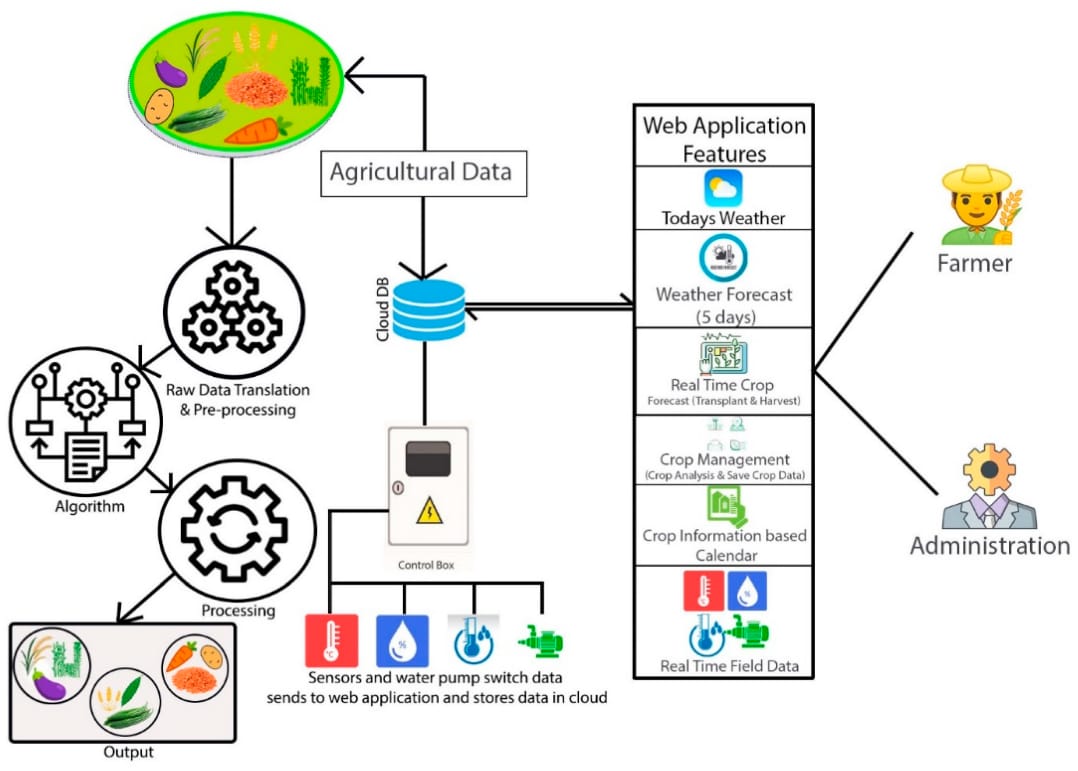 Agricultural Data
Cloud DB
Raw Data Translation
& Pre-processing
Algorithm
Processing
Output
Control Box
°C
%
Sensors and water pump switch data
sends to web application and stores data in cloud
Web Application
Features
Todays Weather
Weather Forecast
(5 days)
Real Time Crop
Forecast (Transplant & Harvest)
Crop Management
(Crop Analysis & Save Crop Data)
Crop Information based
Calendar
°C
%
Real Time Field Data
Farmer
Administration